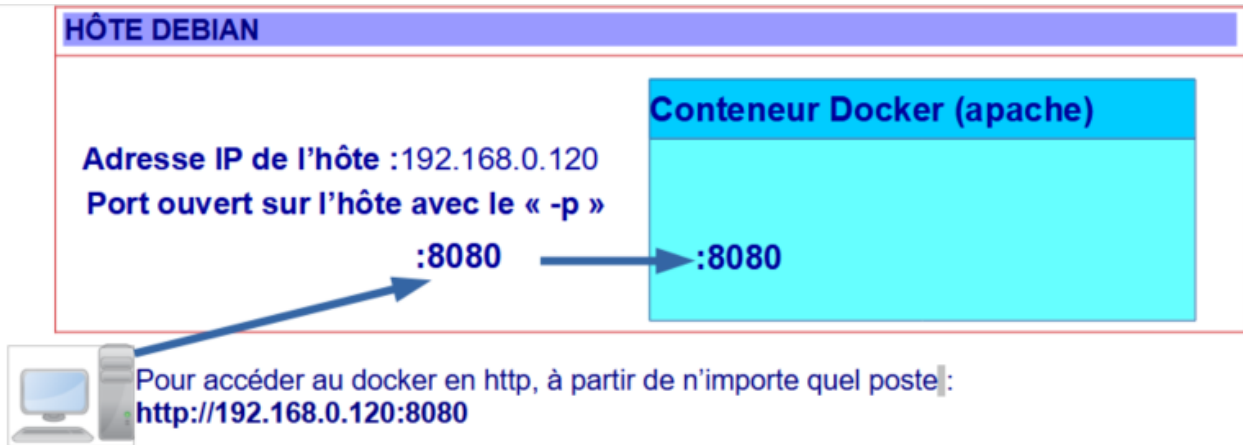 HÔTE DEBIAN
Conteneur Docker (apache)
Adresse IP de l’hôte :192.168.0.120
Port ouvert sur l’hôte avec le « -p »
:8080
:8080
Pour accéder au docker en http, à partir de n’importe quel poste :
http://192.168.0.120:8080